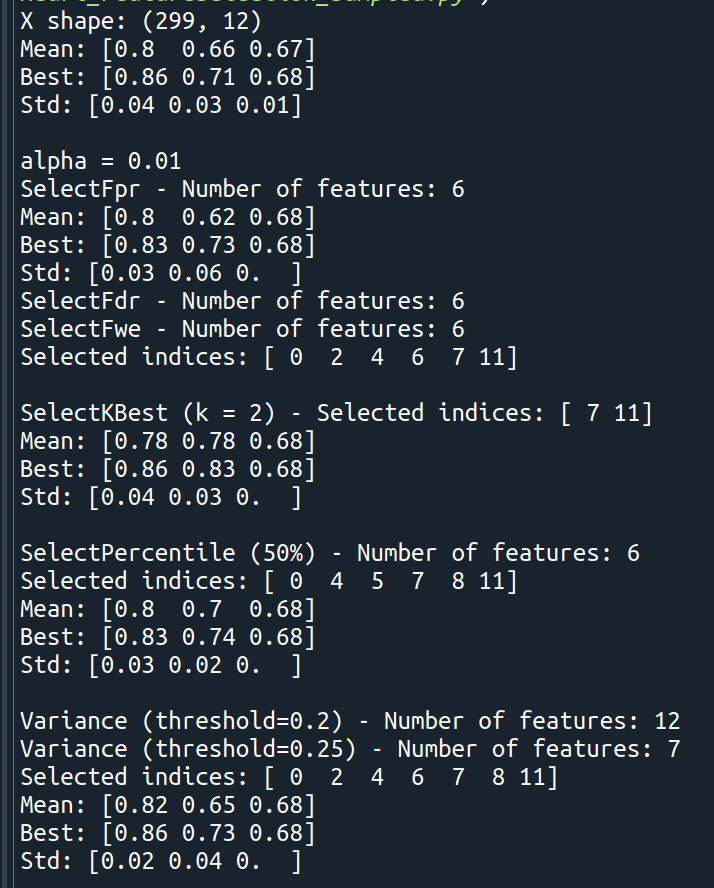 X shape: (299, 12)
Mean: [0.8  0.66 0.67]
Best: [0.86 0.71 0.68]
Std: [0.04 0.03 0.01]
alpha = 0.01
SelectFpr - Number of features: 6
Mean: [0.8  0.62 0.68]
Best: [0.83 0.73 0.68]
Std: [0.03 0.06 0.  ]
SelectFdr - Number of features: 6
SelectFwe - Number of features: 6
Selected indices: [ 0  2  4  6  7 11]
SelectKBest (k = 2) - Selected indices: [ 7 11]
Mean: [0.78 0.78 0.68]
Best: [0.86 0.83 0.68]
Std: [0.04 0.03 0.  ]
SelectPercentile (50%) - Number of features: 6
Selected indices: [ 0  4  5  7  8 11]
Mean: [0.8  0.7  0.68]
Best: [0.83 0.74 0.68]
Std: [0.03 0.02 0.  ]
Variance (threshold=0.2) - Number of features: 12
Variance (threshold=0.25) - Number of features: 7
Selected indices: [ 0  2  4  6  7  8 11]
Mean: [0.82 0.65 0.68]
Best: [0.86 0.73 0.68]
Std: [0.02 0.04 0.  ]